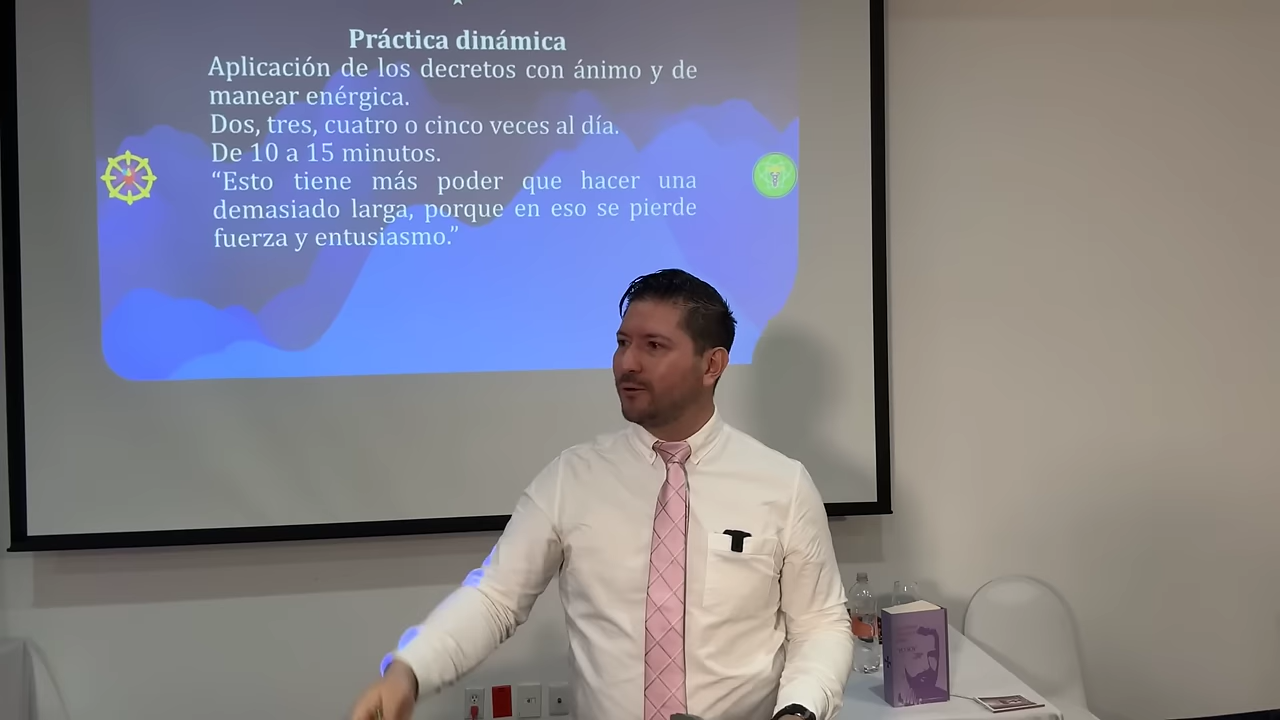 Práctica dinámica
Aplicación de los decretos con ánimo y de
manear enérgica.
Dos, tres, cuatro o cinco veces al día.
De 10 a 15 minutos.
“Esto tiene más poder que hacer una
demasiado larga, porque en eso se pierde
fuerza y entusiasmo.”